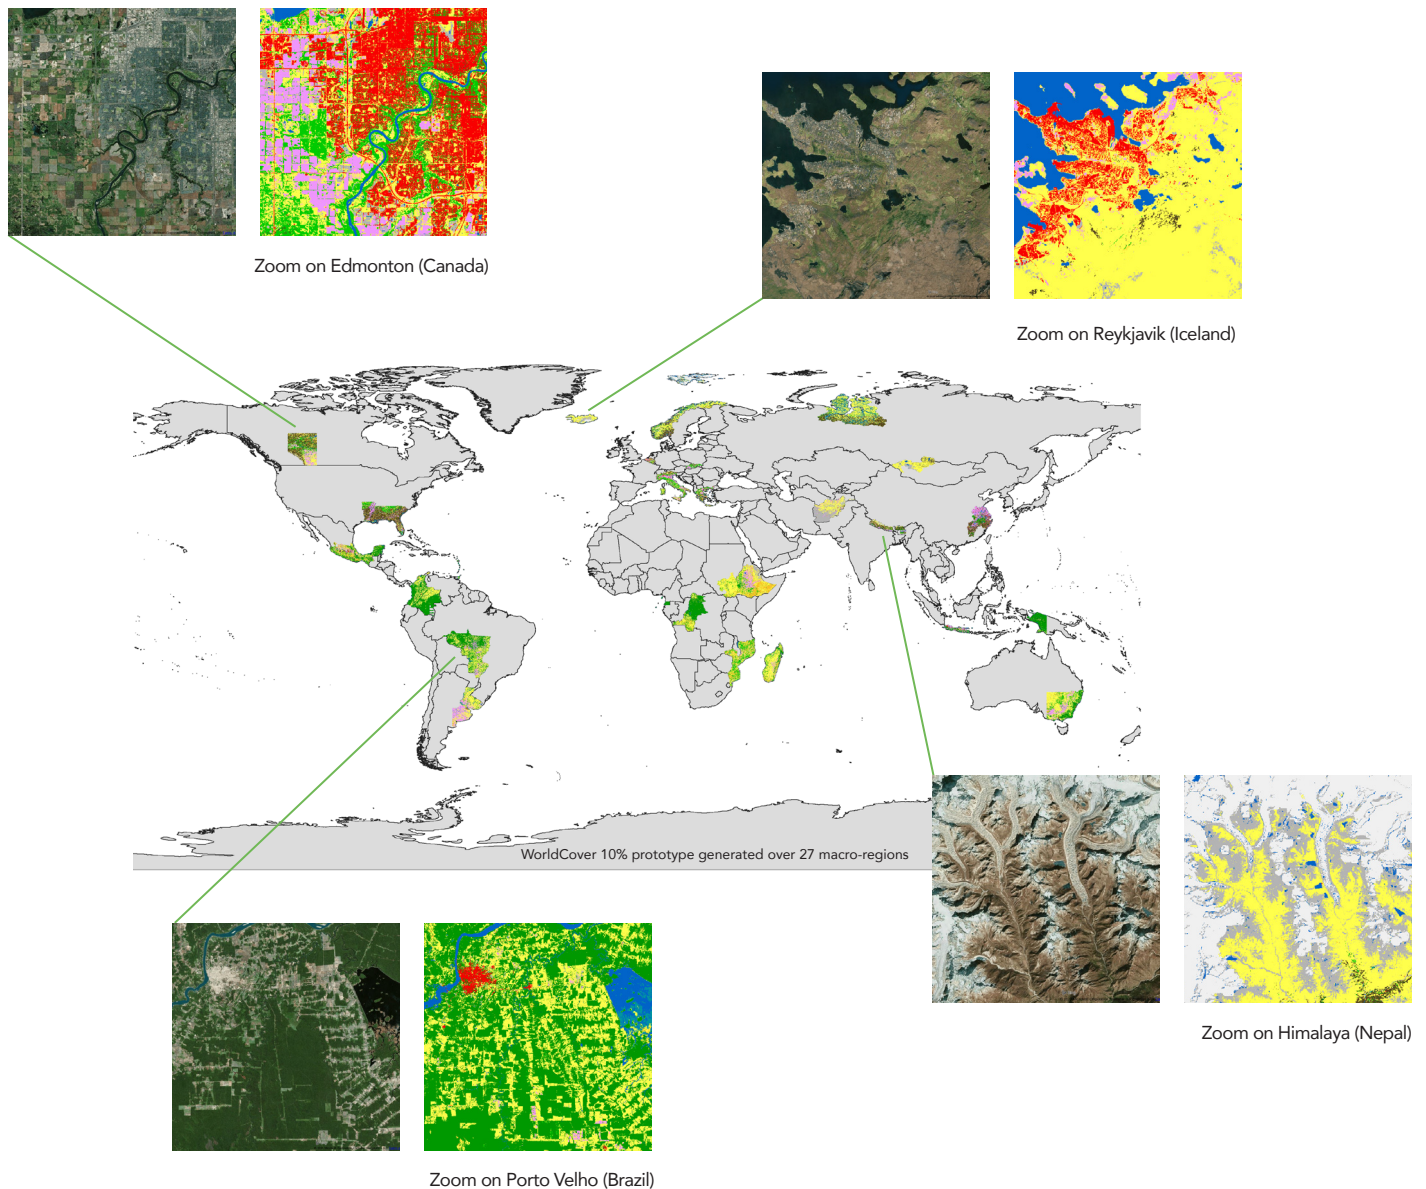 Zoom on Edmonton (Canada)
Zoom on Reykjavik (Iceland)
WorldCover 10% prototype generated over 27 macro-regions
Zoom on Himalaya (Nepal)
Zoom on Porto Velho (Brazil)